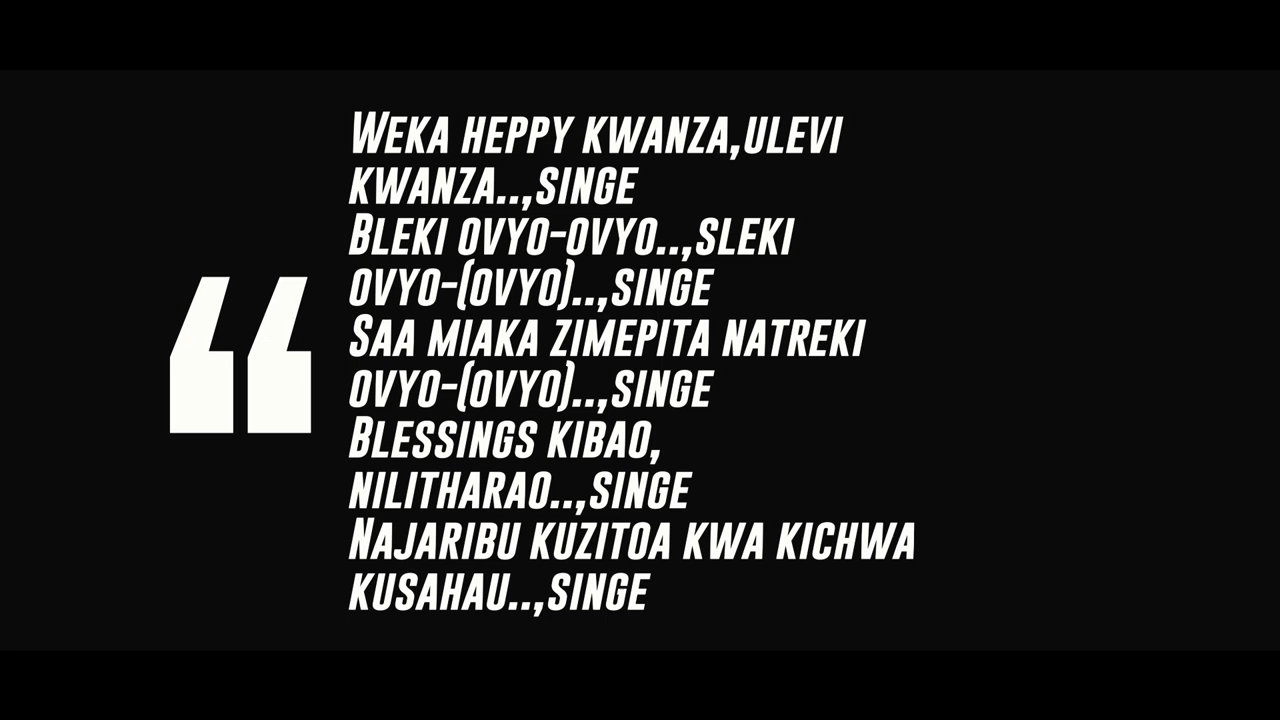 “
Weka heppy kwanza,ulevi
kwanza..,singe
Bleki ovyo-ovyo..,sleki
ovyo-(ovyo)..,singe
Saa miaka zimepita natreki
ovyo-(ovyo)..,singe
Blessings kibao,
nilitharao..,singe
Najaribu kuzitoa kwa kichwa
kusahau..,singe